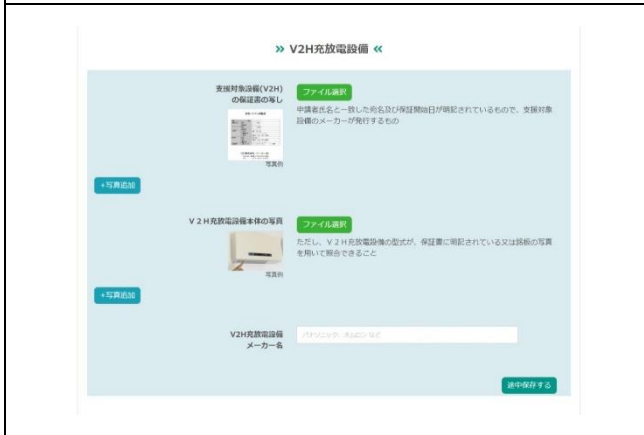 V2H充放電設備
支援対象設備(V2H)
の保証書の写し
ファイル選択
申請者氏名と一致した宛名及び保証開始日が明記されているもので、支援対象
設備のメーカーが発行するもの
写真例
+写真追加
V2H充放電設備本体の写真
ファイル選択
ただし、V2H充放電設備の型式が、保証書に明記されている又は銘板の写真
を用いて照合できること
写真例
+写真追加
V2H充放電設備
メーカー名
パナソニック、オムロン など
途中保存する